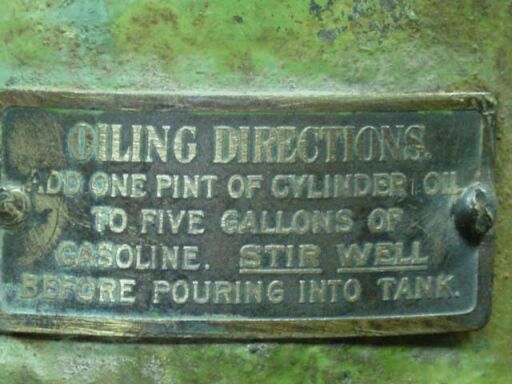 OILING DIRECTIONS.
ADD ONE PINT OF CYLINDER OIL
TO FIVE GALLONS OF
GASOLINE. STIR WELL
BEFORE POURING INTO TANK.